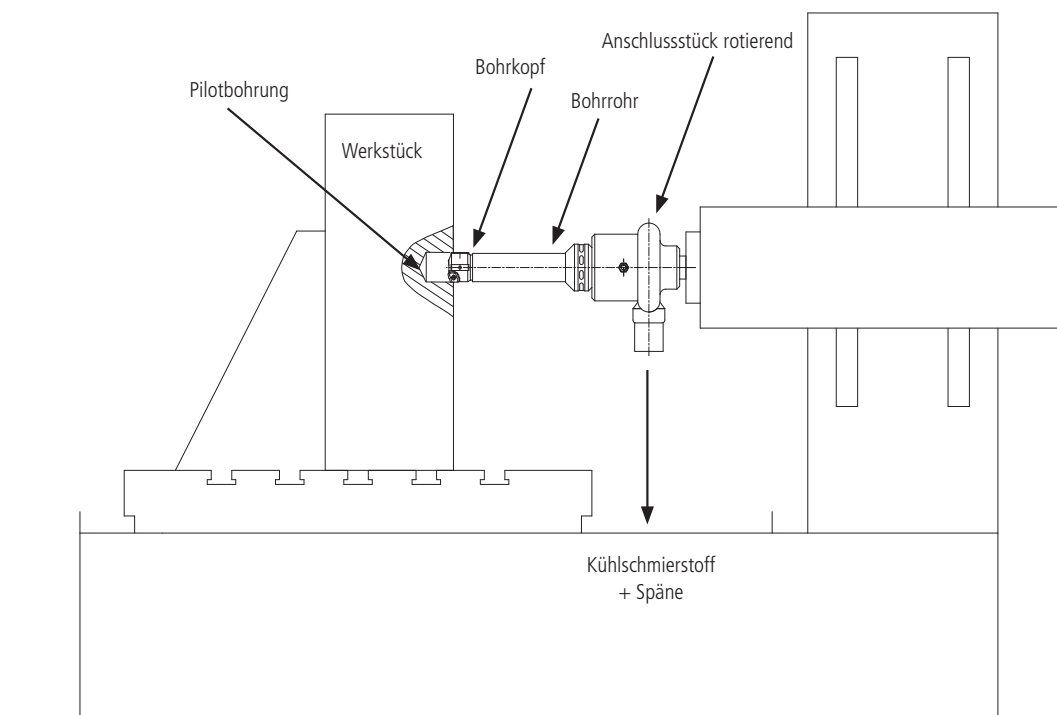 Anschlussstück rotierend
Bohrkopf
Pilotbohrung
Bohrrohr
Werkstück
Kühlschmierstoff
+ Späne